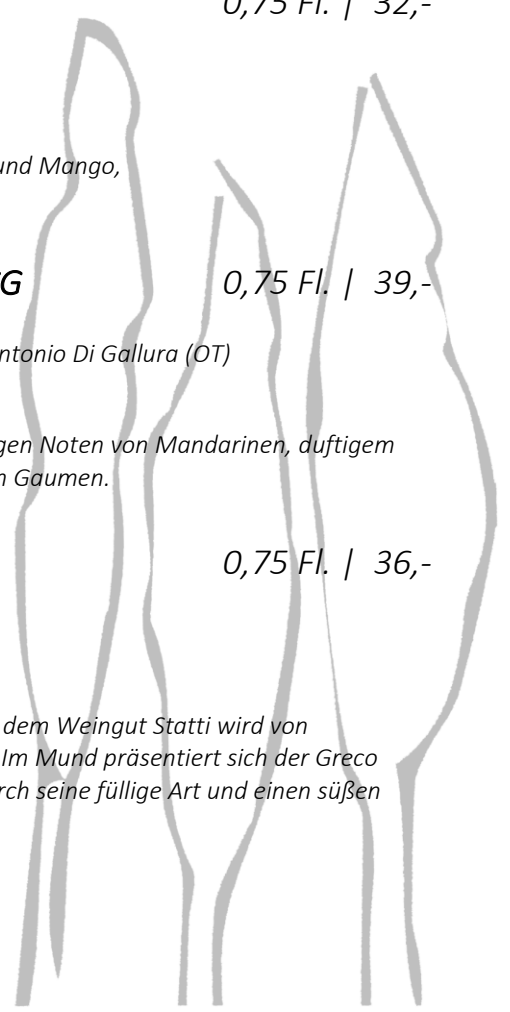 0,75 Fl. | 32,-
und Mango,
G 0,75 Fl. | 39,-
ntonio Di Gallura (OT)
gen Noten von Mandarinen, duftigem
n Gaumen.
0,75 Fl. | 36,-
dem Weingut Statti wird von
Im Mund präsentiert sich der Greco
rch seine füllige Art und einen süßen